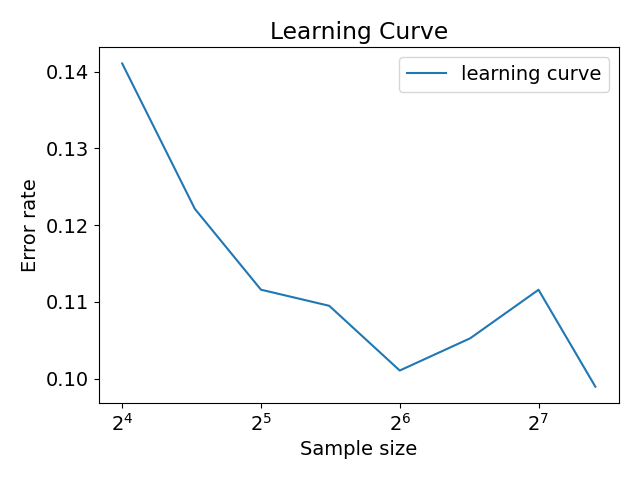 Learning Curve
learning curve
Error rate
0.14
0.13
0.12
0.11
0.10
2⁴ 2⁵ 2⁶ 2⁷
Sample size